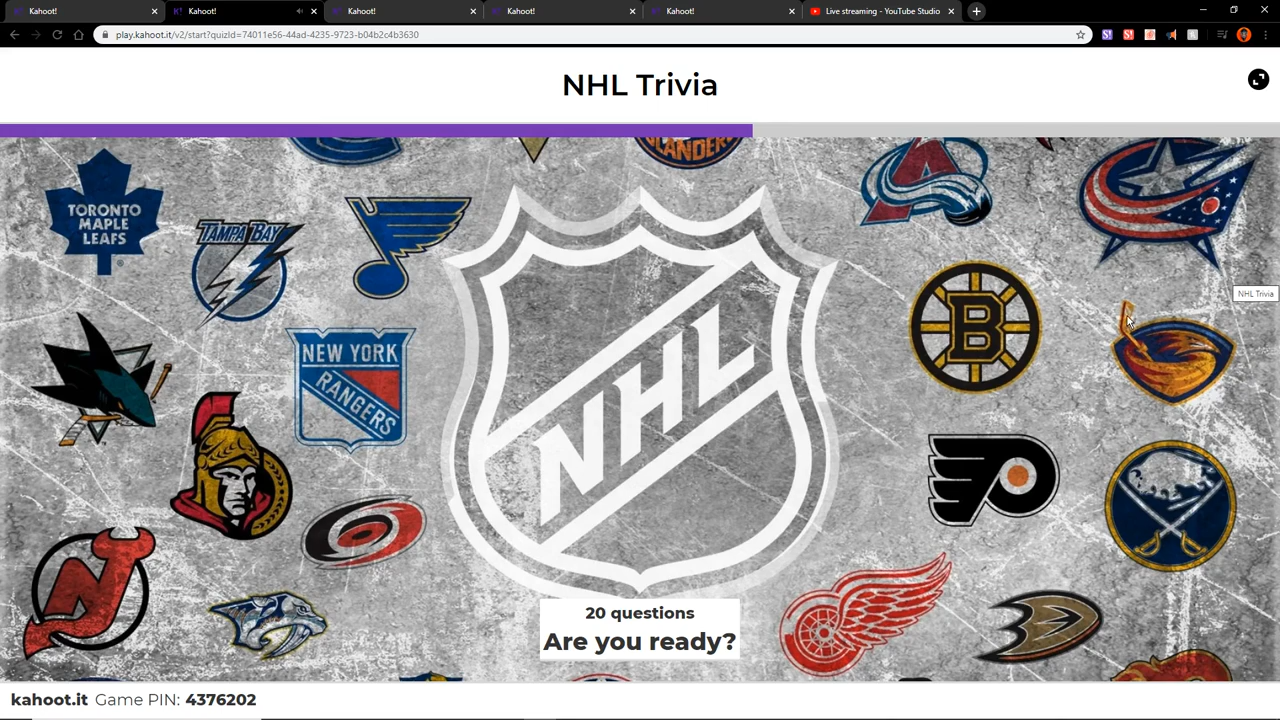 Kahoot!
Kahoot!
Kahoot!
Kahoot!
Kahoot!
Live streaming - YouTube Studio
play.kahoot.it/v2/start?quizId=74011e56-44ad-4235-9723-b04b2c4b3630
NHL Trivia
ISLANDERS
TORONTO
MAPLE
LEAFS
TAMPA BAY
NEW YORK
RANGERS
NHL
B
NHL Trivia
20 questions
Are you ready?
kahoot.it Game PIN: 4376202